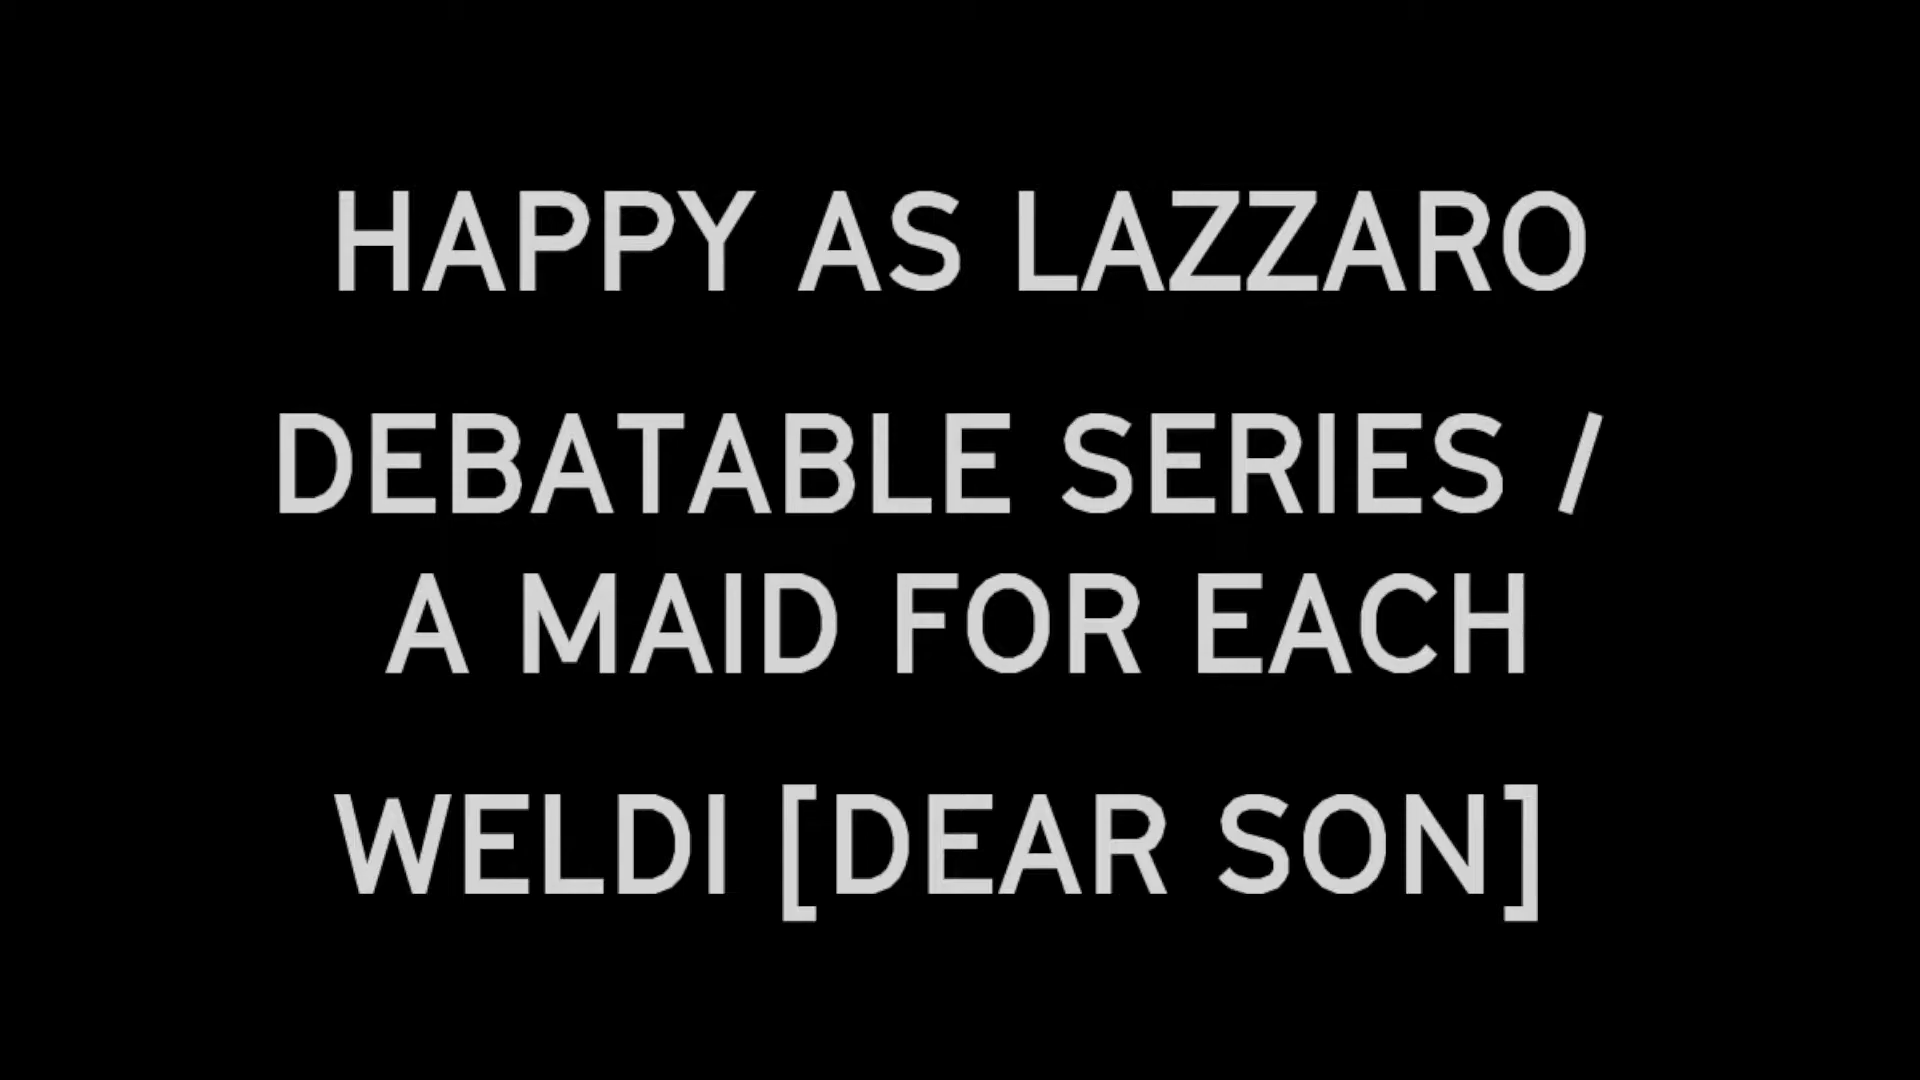 HAPPY AS LAZZARO
DEBATABLE SERIES /
A MAID FOR EACH
WELDI [DEAR SON]